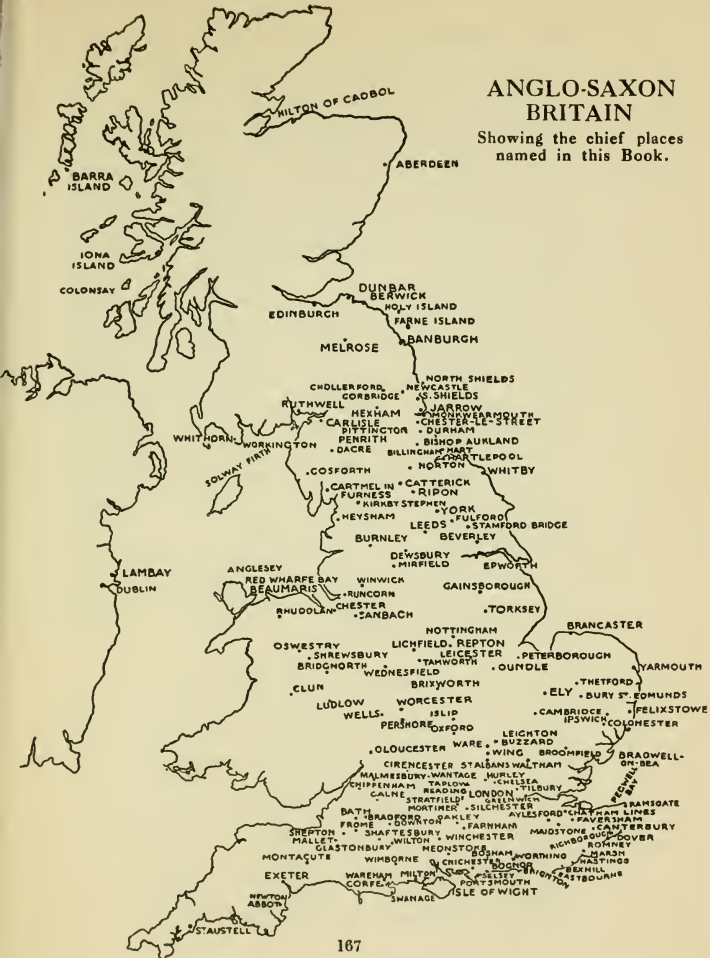 ANGLO-SAXON
BRITAIN
Showing the chief places
named in this Book.
HILTON OF CADBOL
ABERDEEN
BARRA
ISLAND
IONA
ISLAND
COLONSAY
DUNBAR
BERWICK
HOLY ISLAND
EDINBURGH
FARNE ISLAND
MELROSE
BANBURGH
NORTH SHIELDS
CHOLLERFORD
NEWCASTLE
CORBRIDGE
S. SHIELDS
RUTHWELL
JARROW
HEXHAM
MONKWEARMOUTH
CARLISLE
CHESTER-LE-STREET
PITTINGTON
DURHAM
WHITHORN
WORKINGTON
PENRITH
BISHOP AUKLAND
DACRE
BILLINGHAM
HART
HARTLEPOOL
SOLWAY FIRTH
NORTON
WHITBY
GOSFORTH
CARTMEL IN
FURNESS
CATTERICK
RIPON
KIRKBY STEPHEN
YORK
HEYSHAM
FULFORD
LEEDS
STAMFORD BRIDGE
BURNLEY
BEVERLEY
DEWSBURY
MIRFIELD
EPWORTH
LAMBAY
DUBLIN
ANGLESEY
RED WHARFE BAY
BEAUMARIS
WINWICK
RUNCORN
GAINSBOROUGH
RHUDDLAN
CHESTER
ZANBACH
TORKSEY
NOTTINGHAM
BRANCASTER
OSWESTRY
LICHFIELD
REPTON
SHREWSBURY
LEICESTER
PETERBOROUGH
TAMWORTH
YARMOUTH
BRIDGNORTH
WEDNESFIELD
OUNDLE
THETFORD
CLUN
BRIXWORTH
ELY
BURY ST. EDMUNDS
LUDLOW
WORCESTER
WELLS
ISLIP
CAMBRIDGE
FELIXSTOWE
PERSHORE
OXFORD
IPSWICH
COLCHESTER
LEIGHTON
BUZZARD
GLOUCESTER
WARE
WING
BROOMFIELD
BRADWELL-
ON-SEA
CIRENCESTER
ST ALBANS
WALTHAM
MALMESBURY
WANTAGE
HURLEY
CHIPPENHAM
TAPLOW
CHELSEA
PEGWELL
BAY
CALNE
READING
LONDON
TILBURY
STRATFIELD
MORTIMER
GREENWICH
RAMSGATE
SILCHESTER
AYLESFORD
CHATHAM LINES
BATH
BRADFORD
OAKLEY
FAVERSHAM
FROME
DOWNTON
FARNHAM
MAIDSTONE
CANTERBURY
SHEPTON
MALLET
SHAFTESBURY
WILTON
WINCHESTER
RICHBOROUGH
DOVER
GLASTONBURY
MEONSTOKE
ROMNEY
MARSH
MONTACUTE
WIMBORNE
BOSHAM
WORTHING
HASTINGS
CHICHESTER
BOGNOR
BRIGHTON
BEXHILL
EASTBOURNE
EXETER
WAREHAM
MILTON
SELSEY
CORFE
PORTSMOUTH
NEWTON
ABBOT
SWANAGE
ISLE OF WIGHT
ST. AUSTELL
167